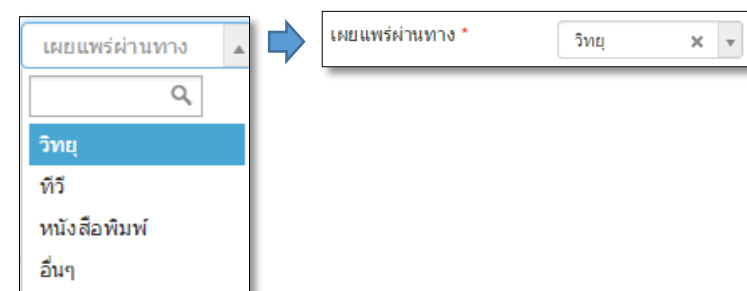 เผยแพร่ผ่านทาง
วิทยุ
ทีวี
หนังสือพิมพ์
อื่นๆ
เผยแพร่ผ่านทาง * วิทยุ